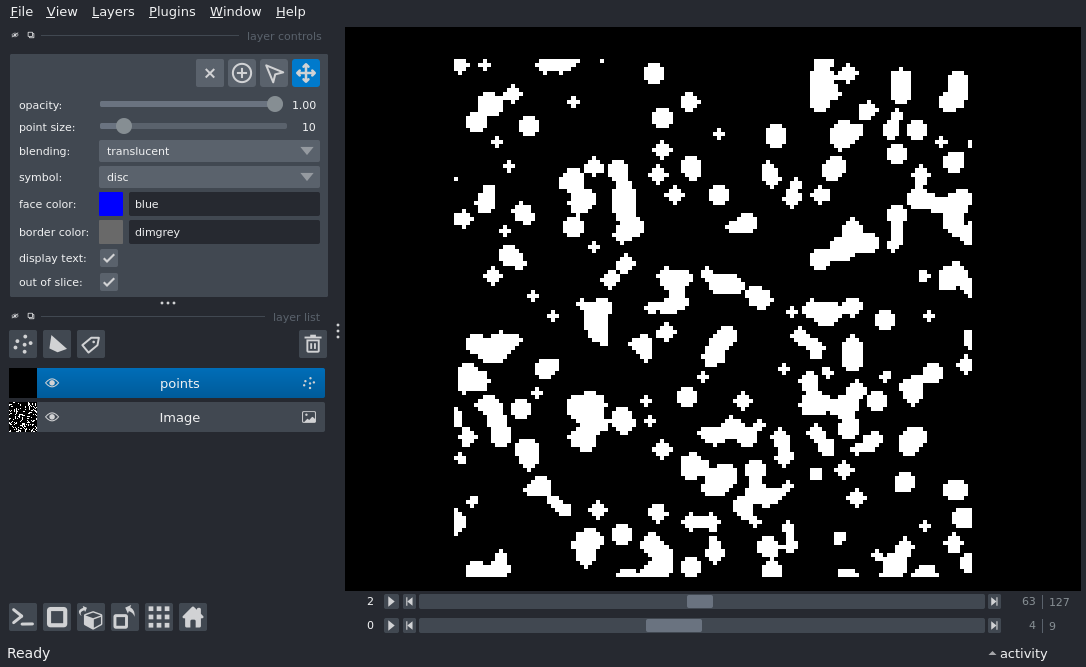 File View Layers Plugins Window Help
layer controls
opacity: 1.00
point size: 10
blending: translucent
symbol: disc
face color: blue
border color: dimgrey
display text:
out of slice:
layer list
points
Image
2 63 127
0 4 9
Ready activity